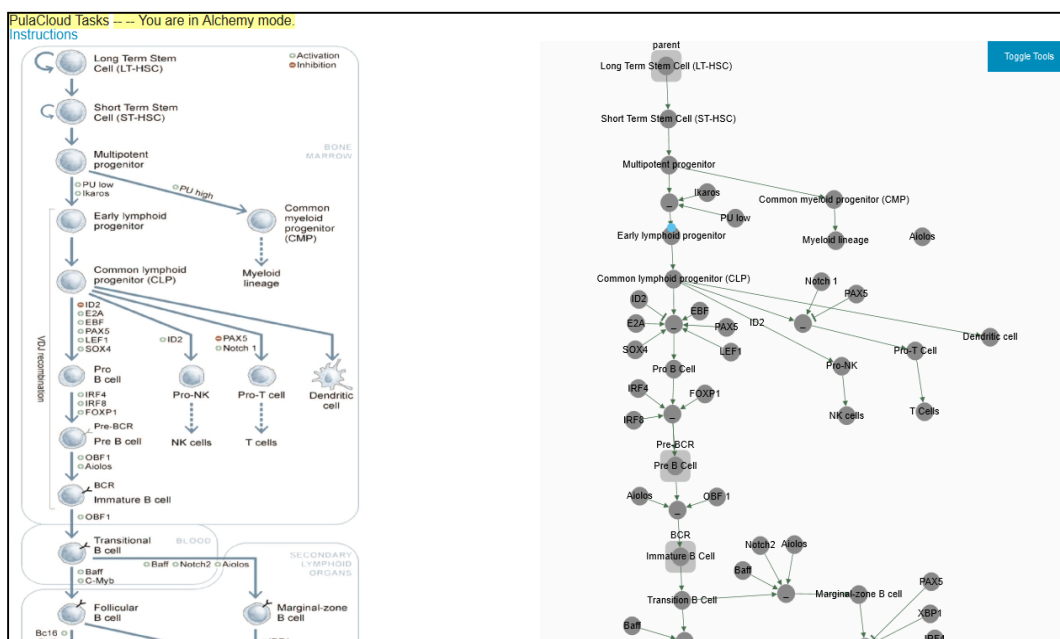 PulaCloud Tasks -- -- You are in Alchemy mode.
Instructions
Long Term Stem
Cell (LT-HSC)
Activation
Inhibition
Short Term Stem
Cell (ST-HSC)
BONE
MARROW
Multipotent
progenitor
PU low
Ikaros
PU high
Early lymphoid
progenitor
Common
myeloid
progenitor
(CMP)
Common lymphoid
progenitor (CLP)
Myeloid
lineage
VDJ recombination
ID2
E2A
EBF
PAX5
LEF1
SOX4
ID2
PAX5
Notch 1
Pro
B cell
Pro-NK
Pro-T cell
Dendritic
cell
IRF4
IRF8
FOXP1
Pre-BCR
Pre B cell
NK cells
T cells
OBF1
Aiolos
BCR
Immature B cell
OBF1
Transitional
B cell
BLOOD
SECONDARY
LYMPHOID
ORGANS
Baff Notch2 Aiolos
Baff
C-Myb
Follicular
B cell
Marginal-zone
B cell
Bc16
Toggle Tools
parent
Long Term Stem Cell (LT-HSC)
Short Term Stem Cell (ST-HSC)
Multipotent progenitor
Ikaros
_
PU low
Common myeloid progenitor (CMP)
Early lymphoid progenitor
Myeloid lineage
Aiolos
Common lymphoid progenitor (CLP)
Notch 1
PAX5
ID2
EBF
E2A
_
PAX5
ID2
_
SOX4
LEF1
Dendritic cell
Pro-T Cell
Pro B Cell
Pro-NK
IRF4
FOXP1
IRF8
_
NK cells
T Cells
Pre-BCR
Pre B Cell
Aiolos
OBF 1
_
BCR
Immature B Cell
Notch2
Aiolos
Baff
_
Transition B Cell
Marginal-zone B cell
PAX5
XBP1
IRF4
Baff